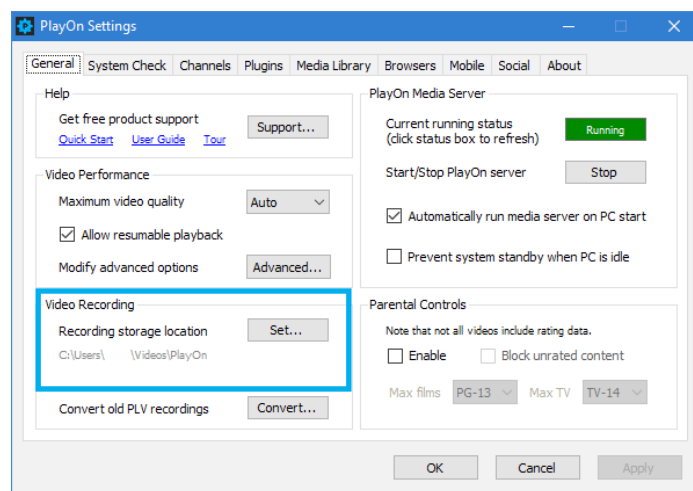 PlayOn Settings
General System Check Channels Plugins Media Library Browsers Mobile Social About
Help
Get free product support
Quick Start User Guide Tour
Support...
Video Performance
Maximum video quality
Auto
Allow resumable playback
Modify advanced options
Advanced...
Video Recording
Recording storage location
Set...
C:\Users\ \Videos\PlayOn
Convert old PLV recordings
Convert...
PlayOn Media Server
Current running status
(click status box to refresh)
Running
Start/Stop PlayOn server
Stop
Automatically run media server on PC start
Prevent system standby when PC is idle
Parental Controls
Note that not all videos include rating data.
Enable Block unrated content
Max films PG-13 Max TV TV-14
OK Cancel Apply